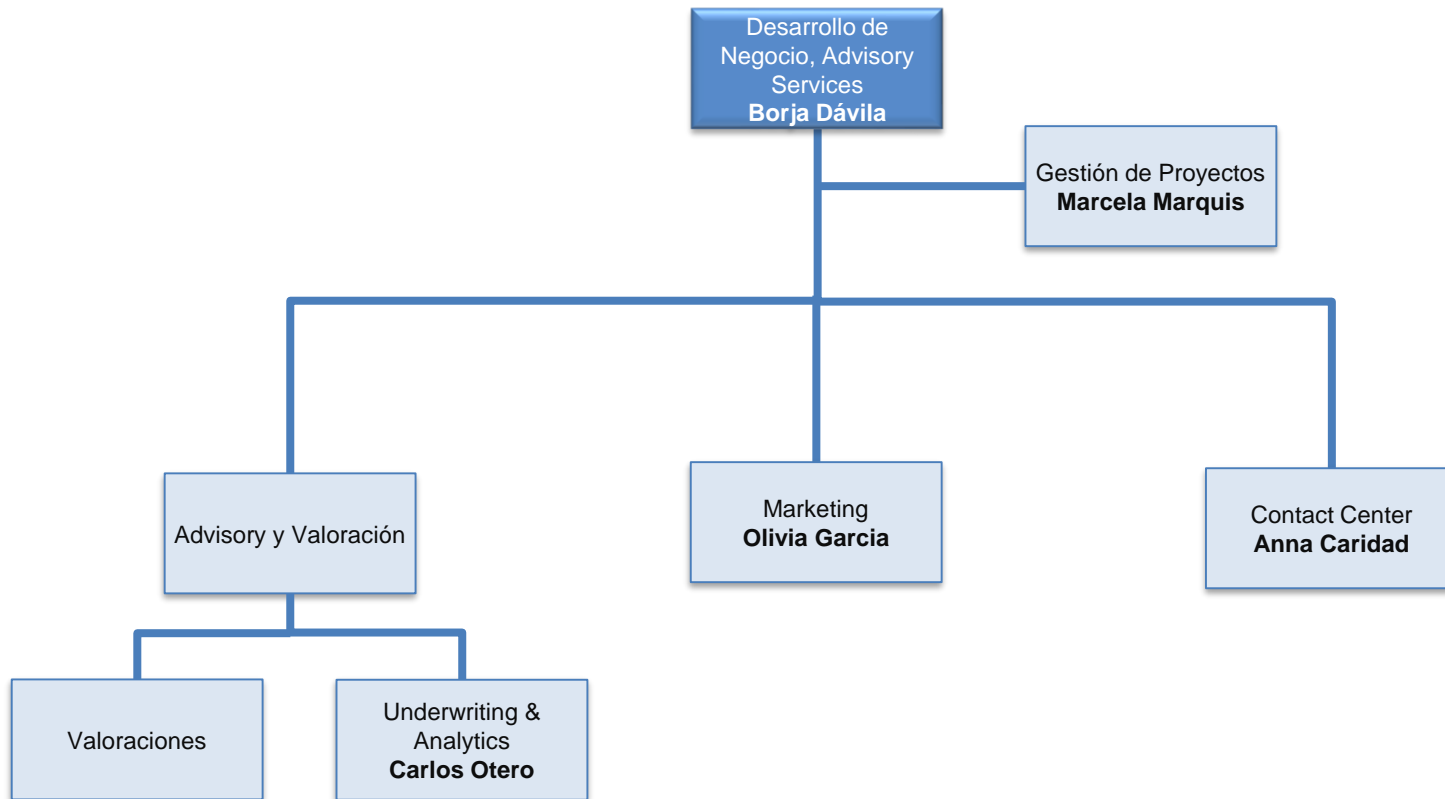 Desarrollo de
Negocio, Advisory
Services
Borja Dávila
Gestión de Proyectos
Marcela Marquis
Advisory y Valoración
Marketing
Olivia Garcia
Contact Center
Anna Caridad
Valoraciones
Underwriting &
Analytics
Carlos Otero